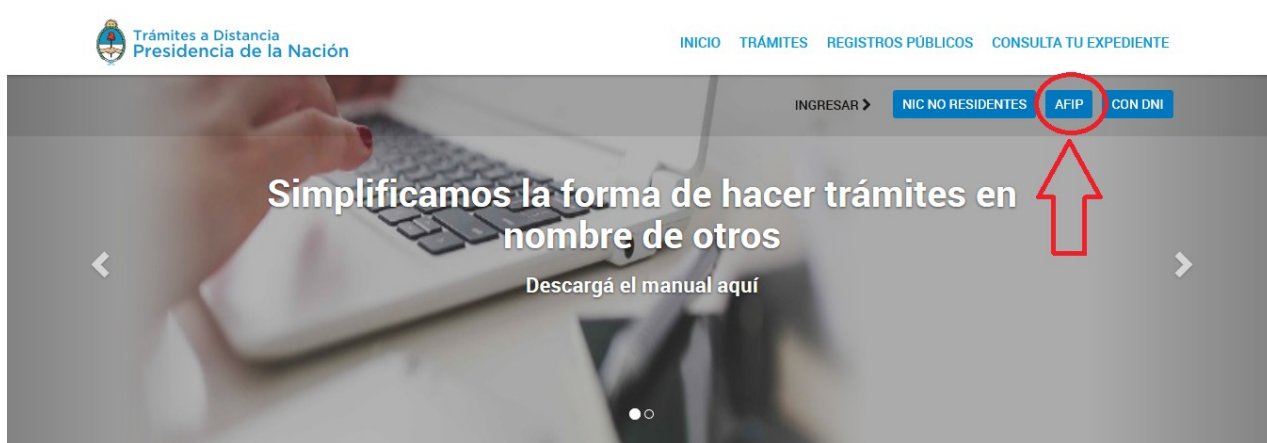 Trámites a Distancia
Presidencia de la Nación
INICIO TRÁMITES REGISTROS PÚBLICOS CONSULTA TU EXPEDIENTE
INGRESAR NIC NO RESIDENTES AFIP CON DNI
Simplificamos la forma de hacer trámites en
nombre de otros
Descargá el manual aquí